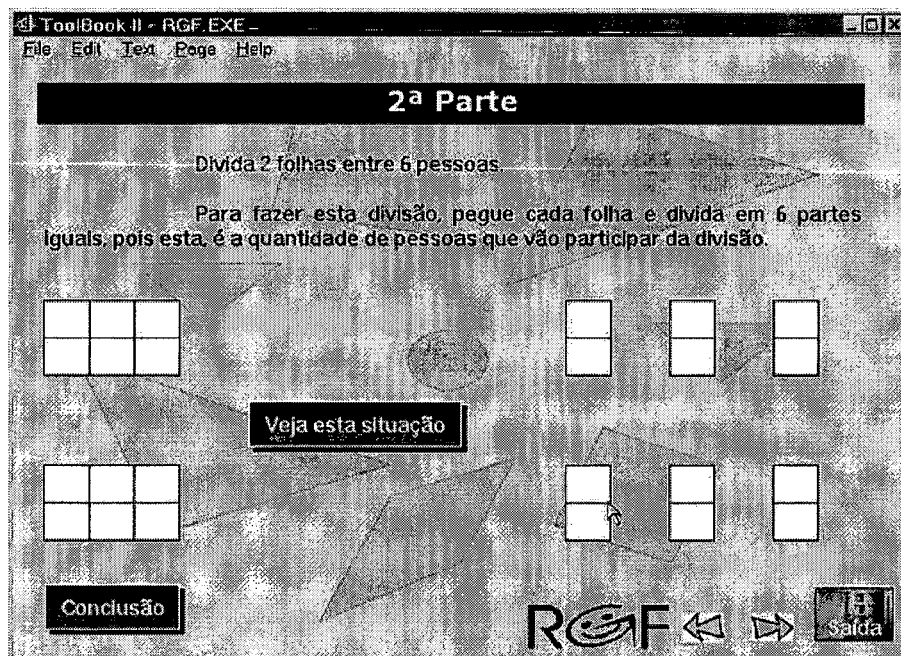 ToolBook II - RGF.EXE
File Edit Text Page Help
2ª Parte
Divida 2 folhas entre 6 pessoas.
Para fazer esta divisão, pegue cada folha e divida em 6 partes
iguais, pois esta, é a quantidade de pessoas que vão participar da divisão.
Veja esta situação
Conclusão
RGF
Saída